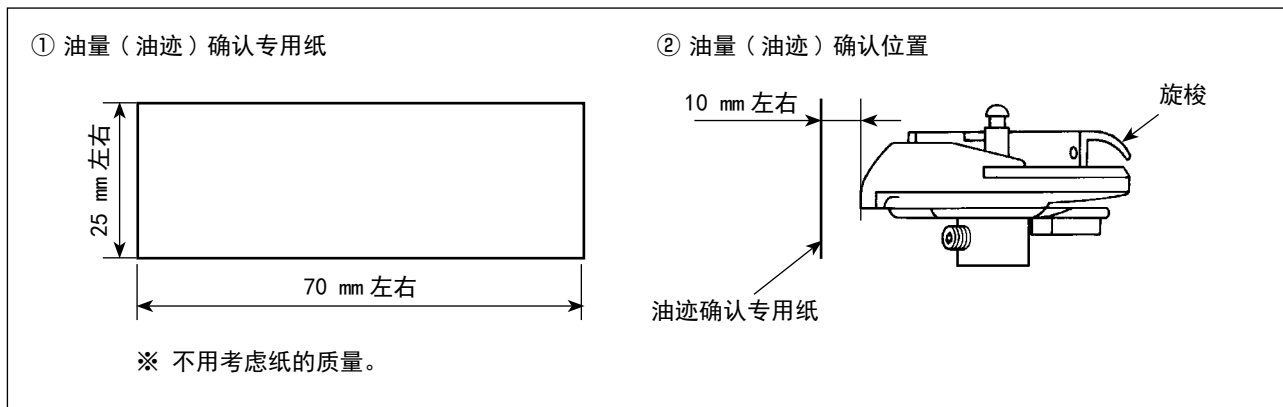 ① 油量（油迹）确认专用纸
25 mm 左右
70 mm 左右
※ 不用考虑纸的质量。
② 油量（油迹）确认位置
10 mm 左右
旋梭
油迹确认专用纸